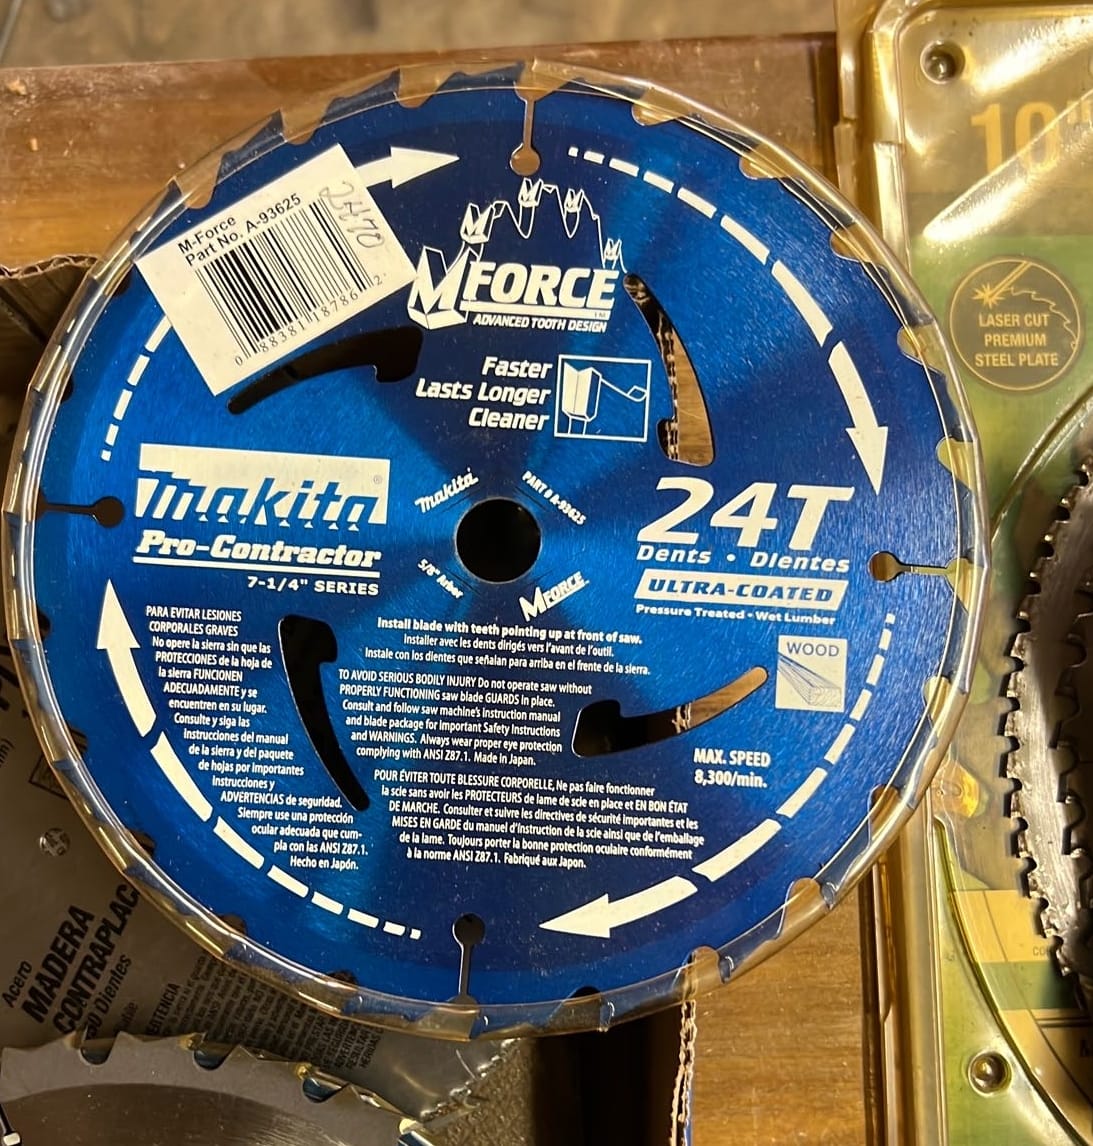 M-Force
Part No. A-93625
0 88381 18786 2
MFORCE
TM
ADVANCED TOOTH DESIGN
Faster
Lasts Longer
Cleaner
makita®
Pro-Contractor
7-1/4" SERIES
makita
PART # A-93625
5/8" Arbor
MFORCE
24T
Dents • Dientes
ULTRA-COATED
Pressure Treated • Wet Lumber
WOOD
Install blade with teeth pointing up at front of saw.
Installer avec les dents dirigés vers l'avant de l'outil.
Instale con los dientes que señalan para arriba en el frente de la sierra.
PARA EVITAR LESIONES
CORPORALES GRAVES
No opere la sierra sin que las
PROTECCIONES de la hoja de
la sierra FUNCIONEN
ADECUADAMENTE y se
encuentren en su lugar.
Consulte y siga las
instrucciones del manual
de la sierra y del paquete
de hojas por importantes
Instrucciones y
ADVERTENCIAS de seguridad.
Siempre use una protección
ocular adecuada que cum-
pla con las ANSI Z87.1.
Hecho en Japón.
TO AVOID SERIOUS BODILY INJURY Do not operate saw without
PROPERLY FUNCTIONING saw blade GUARDS in place.
Consult and follow saw machine's instruction manual
and blade package for important Safety Instructions
and WARNINGS. Always wear proper eye protection
complying with ANSI Z87.1. Made in Japan.
POUR ÉVITER TOUTE BLESSURE CORPORELLE, Ne pas faire fonctionner
la scie sans avoir les PROTECTEURS de lame de scie en place et EN BON ÉTAT
DE MARCHE. Consulter et suivre les directives de sécurité importantes et les
MISES EN GARDE du manuel d'instruction de la scie ainsi que de l'emballage
de la lame. Toujours porter la bonne protection oculaire conformément
à la norme ANSI Z87.1. Fabriqué aux Japon.
MAX. SPEED
8,300/min.
10"
LASER CUT
PREMIUM
STEEL PLATE
Acero
MADERA
CONTRAPLAC
Dientes